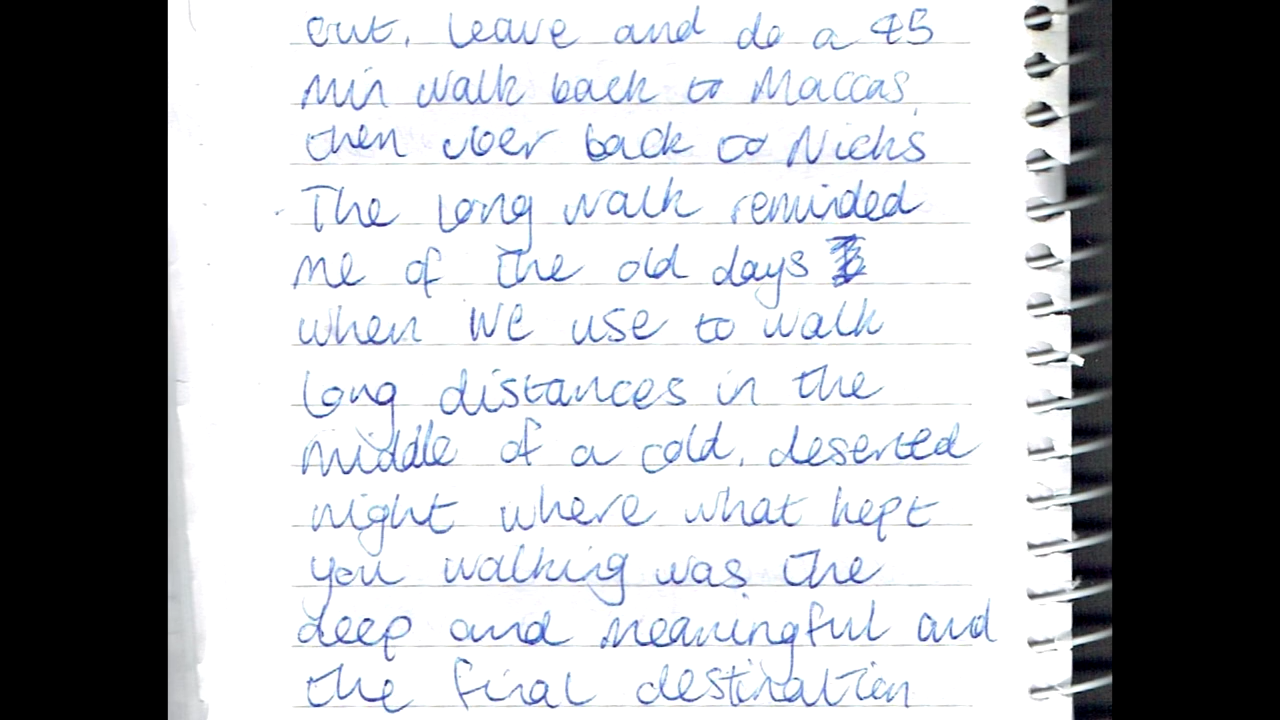 out, leave and do a 45
min walk back to Maccas,
then uber back to Nick's
The long walk reminded
me of the old days
when we use to walk
long distances in the
middle of a cold, deserted
night where what kept
you walking was the
deep and meaningful and
the final destination